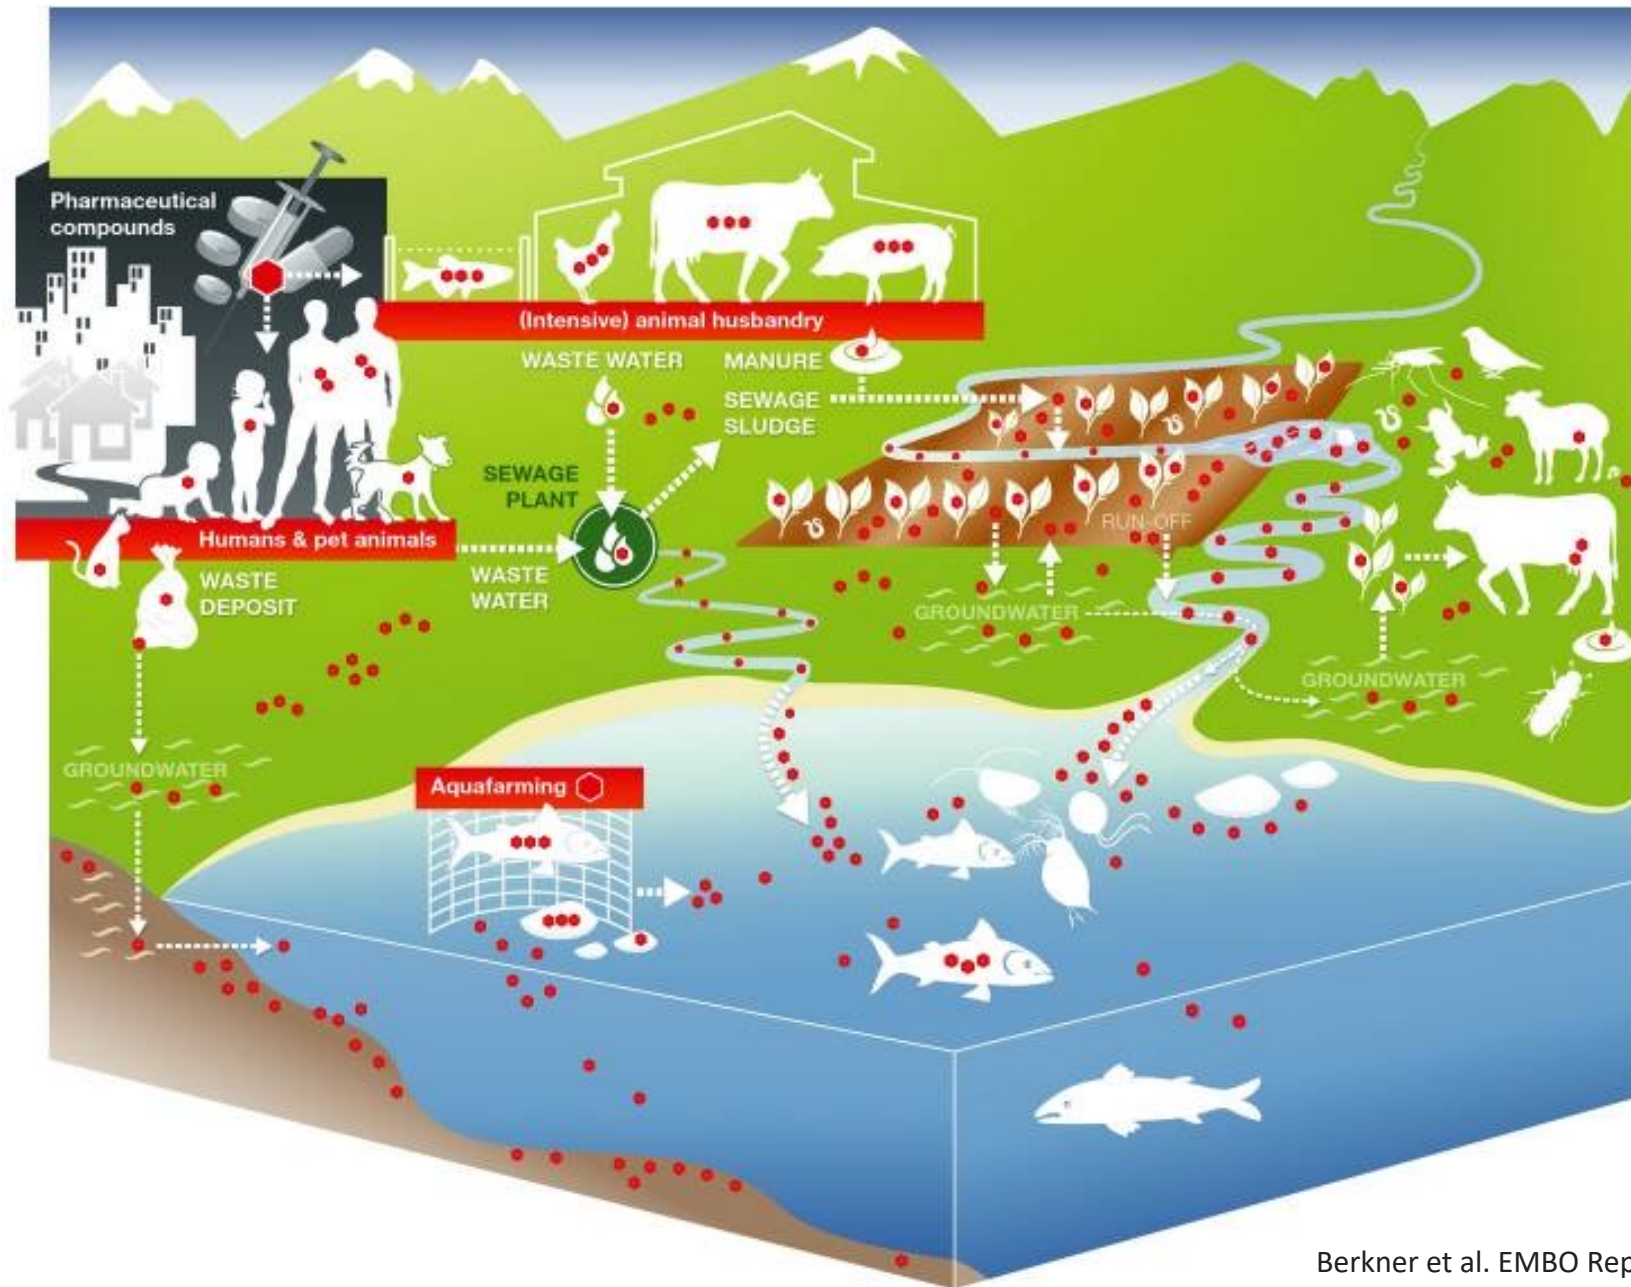 Pharmaceutical
compounds
(Intensive) animal husbandry
WASTE WATER
MANURE
SEWAGE
SLUDGE
SEWAGE
PLANT
RUN-OFF
Humans & pet animals
WASTE
DEPOSIT
WASTE
WATER
GROUNDWATER
GROUNDWATER
GROUNDWATER
Aquafarming
Berkner et al. EMBO Rep